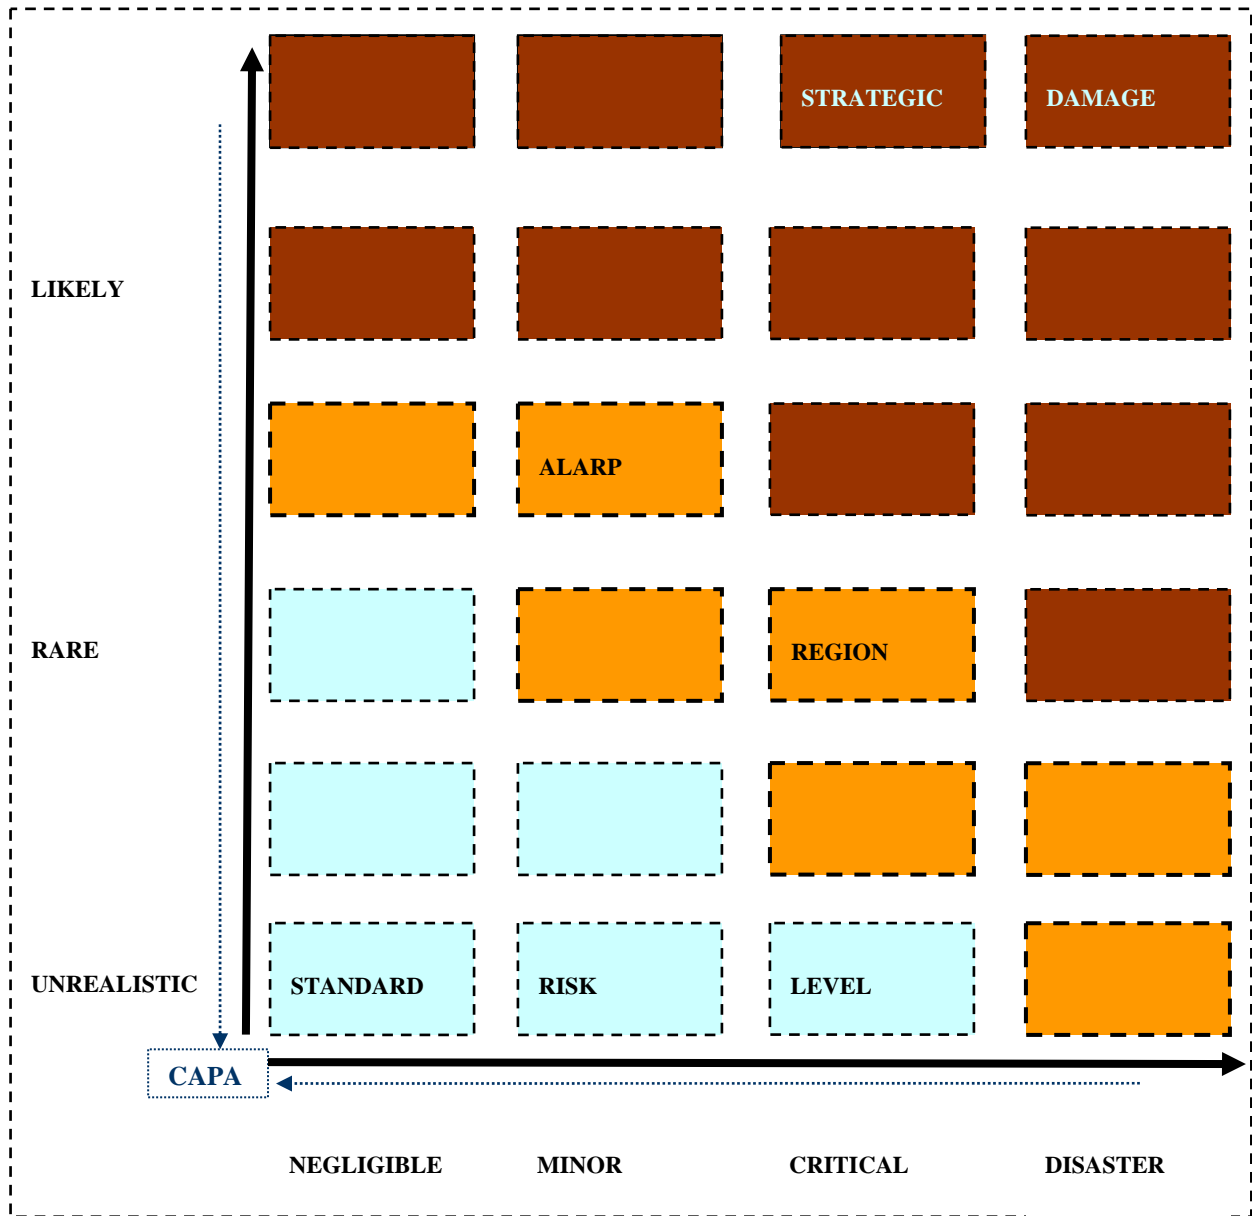 STRATEGIC DAMAGE
LIKELY
ALARP
RARE REGION
UNREALISTIC STANDARD RISK LEVEL
CAPA
NEGLIGIBLE MINOR CRITICAL DISASTER